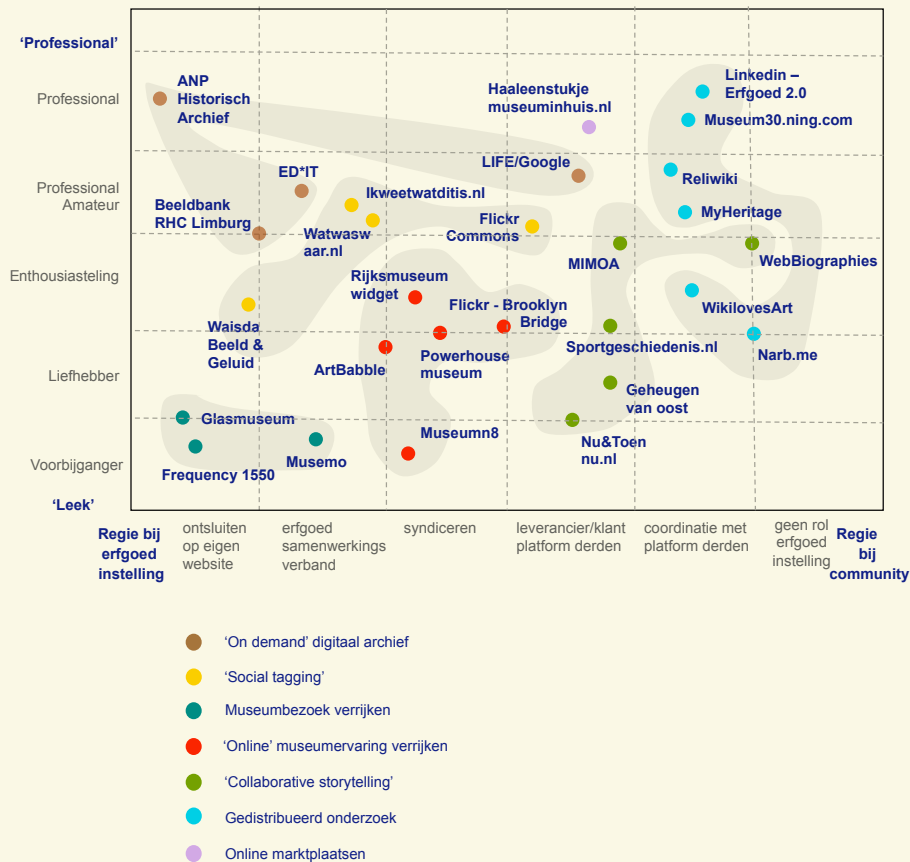 ‘Professional’
Professional
Professional
Amateur
Enthousiasteling
Liefhebber
Voorbijganger
‘Leek’
ANP
Historisch
Archief
Haaleenstukje
museuminhuis.nl
Linkedin –
Erfgoed 2.0
Museum30.ning.com
LIFE/Google
ED*IT
Ikweetwatditis.nl
Reliwiki
Beeldbank
RHC Limburg
Watwasw
aar.nl
Flickr
Commons
MyHeritage
MIMOA
WebBiographies
Rijksmuseum
widget
Flickr - Brooklyn
Bridge
WikilovesArt
Waisda
Beeld &
Geluid
ArtBabble
Powerhouse
museum
Sportgeschiedenis.nl
Narb.me
Geheugen
van oost
Glasmuseum
Museumn8
Nu&Toen
nu.nl
Frequency 1550
Musemo
Regie bij
erfgoed
instelling
ontsluiten
op eigen
website
erfgoed
samenwerkings
verband
syndiceren
leverancier/klant
platform derden
coordinatie met
platform derden
geen rol
erfgoed
instelling
Regie
bij
community
‘On demand’ digitaal archief
‘Social tagging’
Museumbezoek verrijken
‘Online’ museumervaring verrijken
‘Collaborative storytelling’
Gedistribueerd onderzoek
Online marktplaatsen